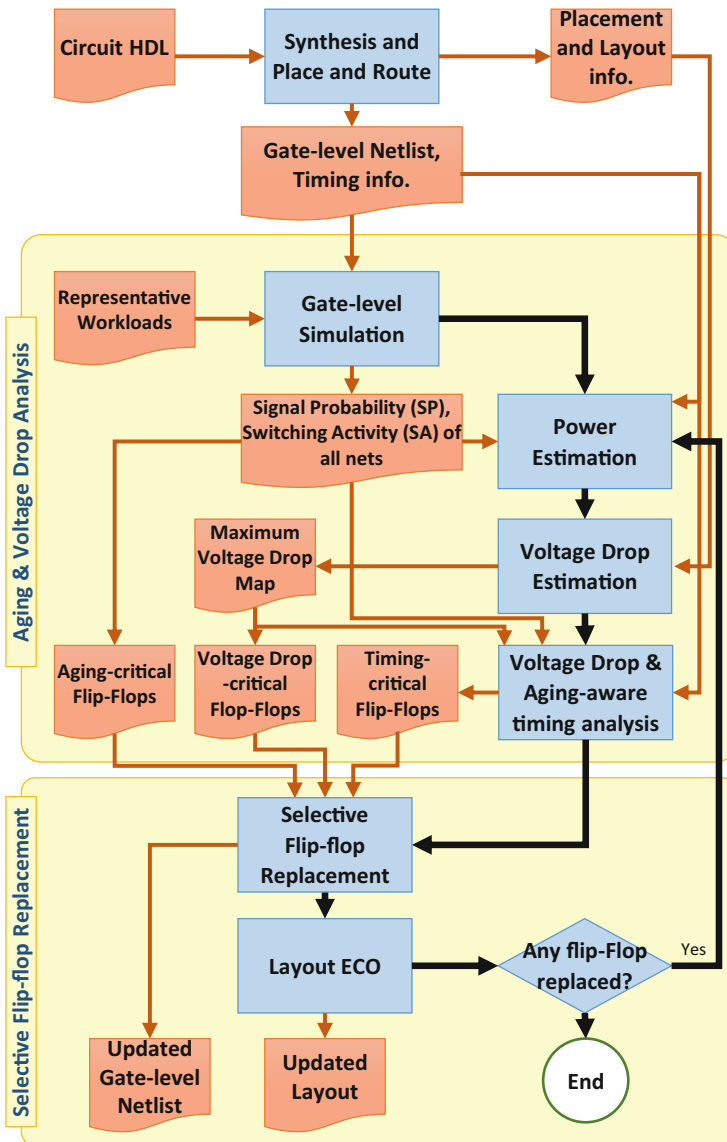 Circuit HDL
Synthesis and
Place and Route
Placement
and Layout
info.
Gate-level Netlist,
Timing info.
Aging & Voltage Drop Analysis
Representative
Workloads
Gate-level
Simulation
Signal Probability (SP),
Switching Activity (SA) of
all nets
Power
Estimation
Maximum
Voltage Drop
Map
Voltage Drop
Estimation
Aging-critical
Flip-Flops
Voltage Drop
-critical
Flop-Flops
Timing-
critical
Flip-Flops
Voltage Drop &
Aging-aware
timing analysis
Selective Flip-flop Replacement
Selective
Flip-flop
Replacement
Layout ECO
Any flip-Flop
replaced?
Yes
Updated
Gate-level
Netlist
Updated
Layout
End